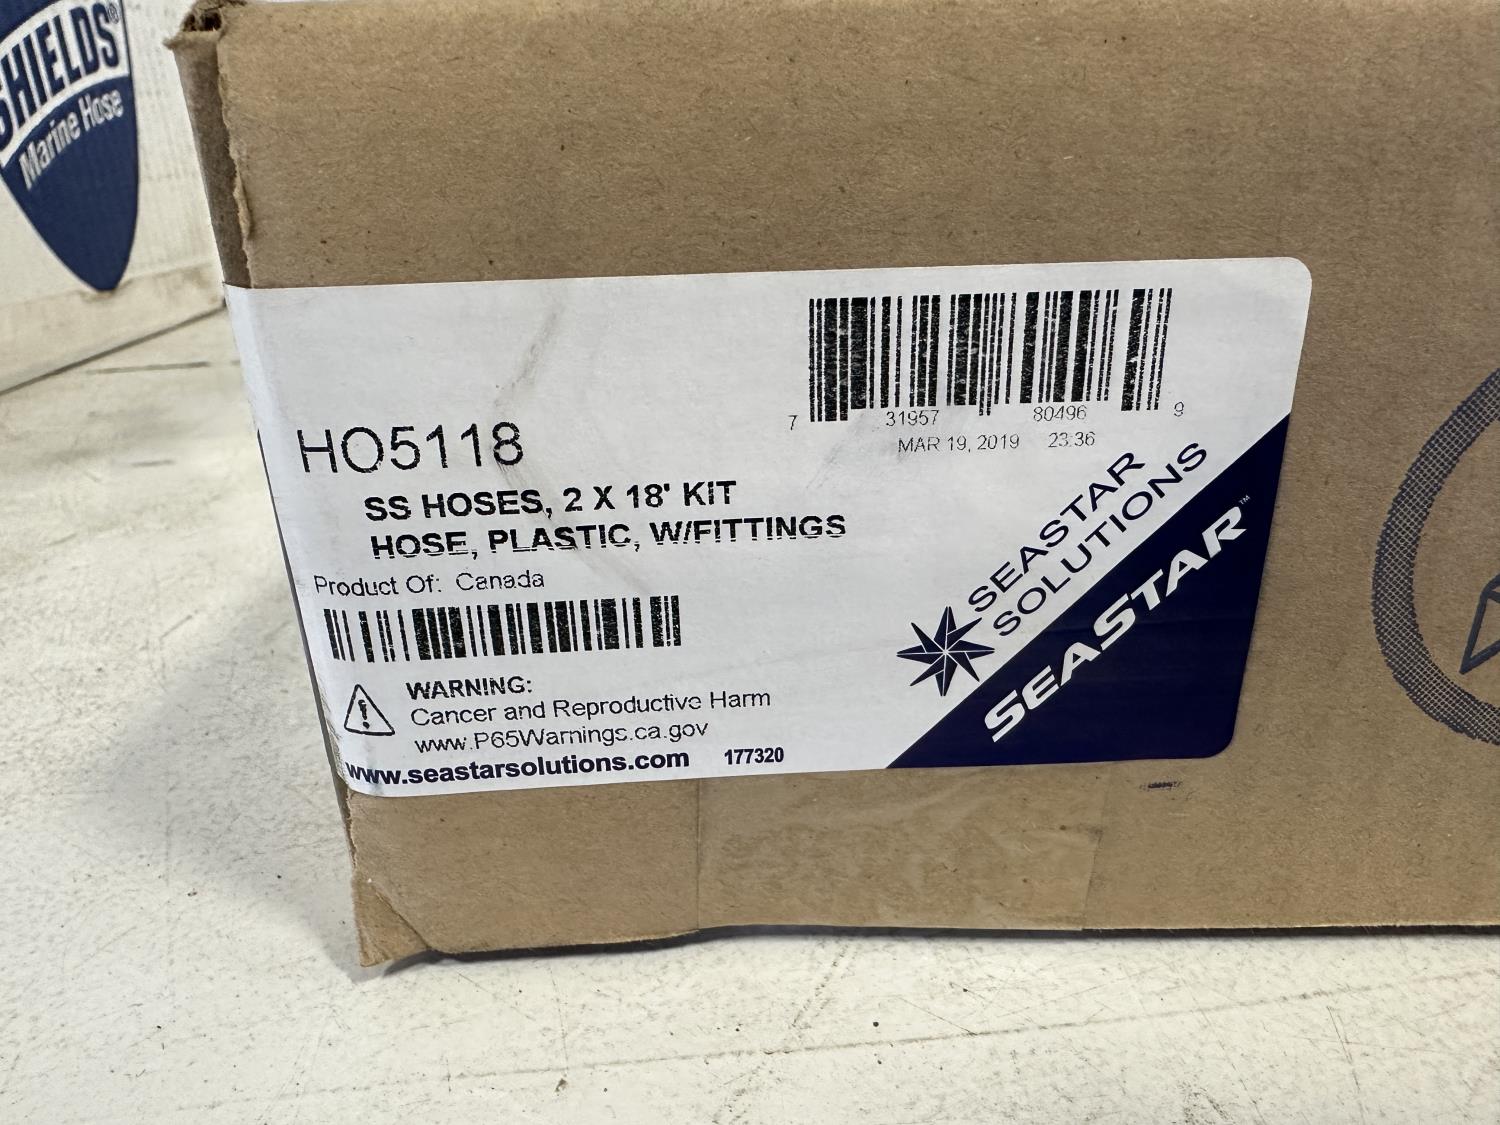 SHIELDS®
Marine Hose
7 31957 80496 9
MAR 19, 2019 23:36
HO5118
SS HOSES, 2 X 18' KIT
HOSE, PLASTIC, W/FITTINGS
Product Of: Canada
WARNING:
Cancer and Reproductive Harm
www.P65Warnings.ca.gov
www.seastarsolutions.com 177320
SEASTAR
SOLUTIONS
SEASTAR™